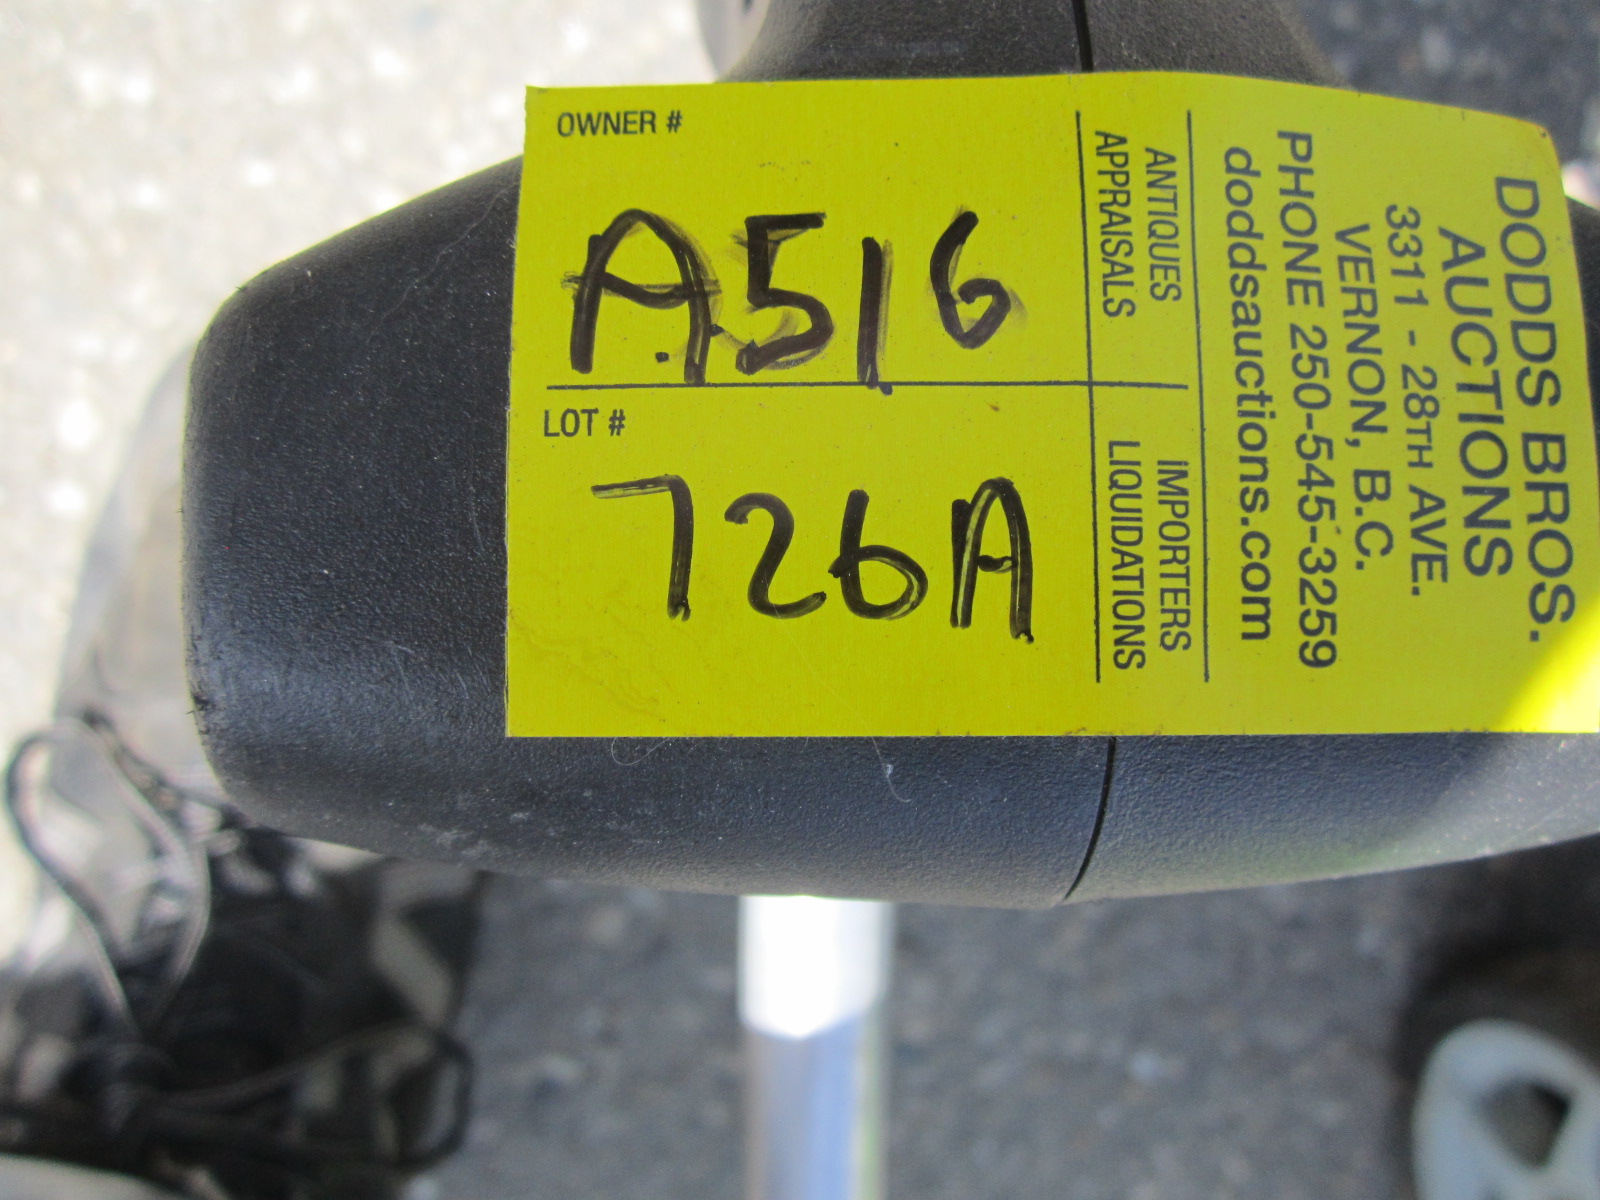 OWNER #
A516
LOT #
726A
ANTIQUES
APPRAISALS
IMPORTERS
LIQUIDATIONS
DODDS BROS.
AUCTIONS
3311 - 28TH AVE.
VERNON, B.C.
PHONE 250-545-3259
doddsauctions.com